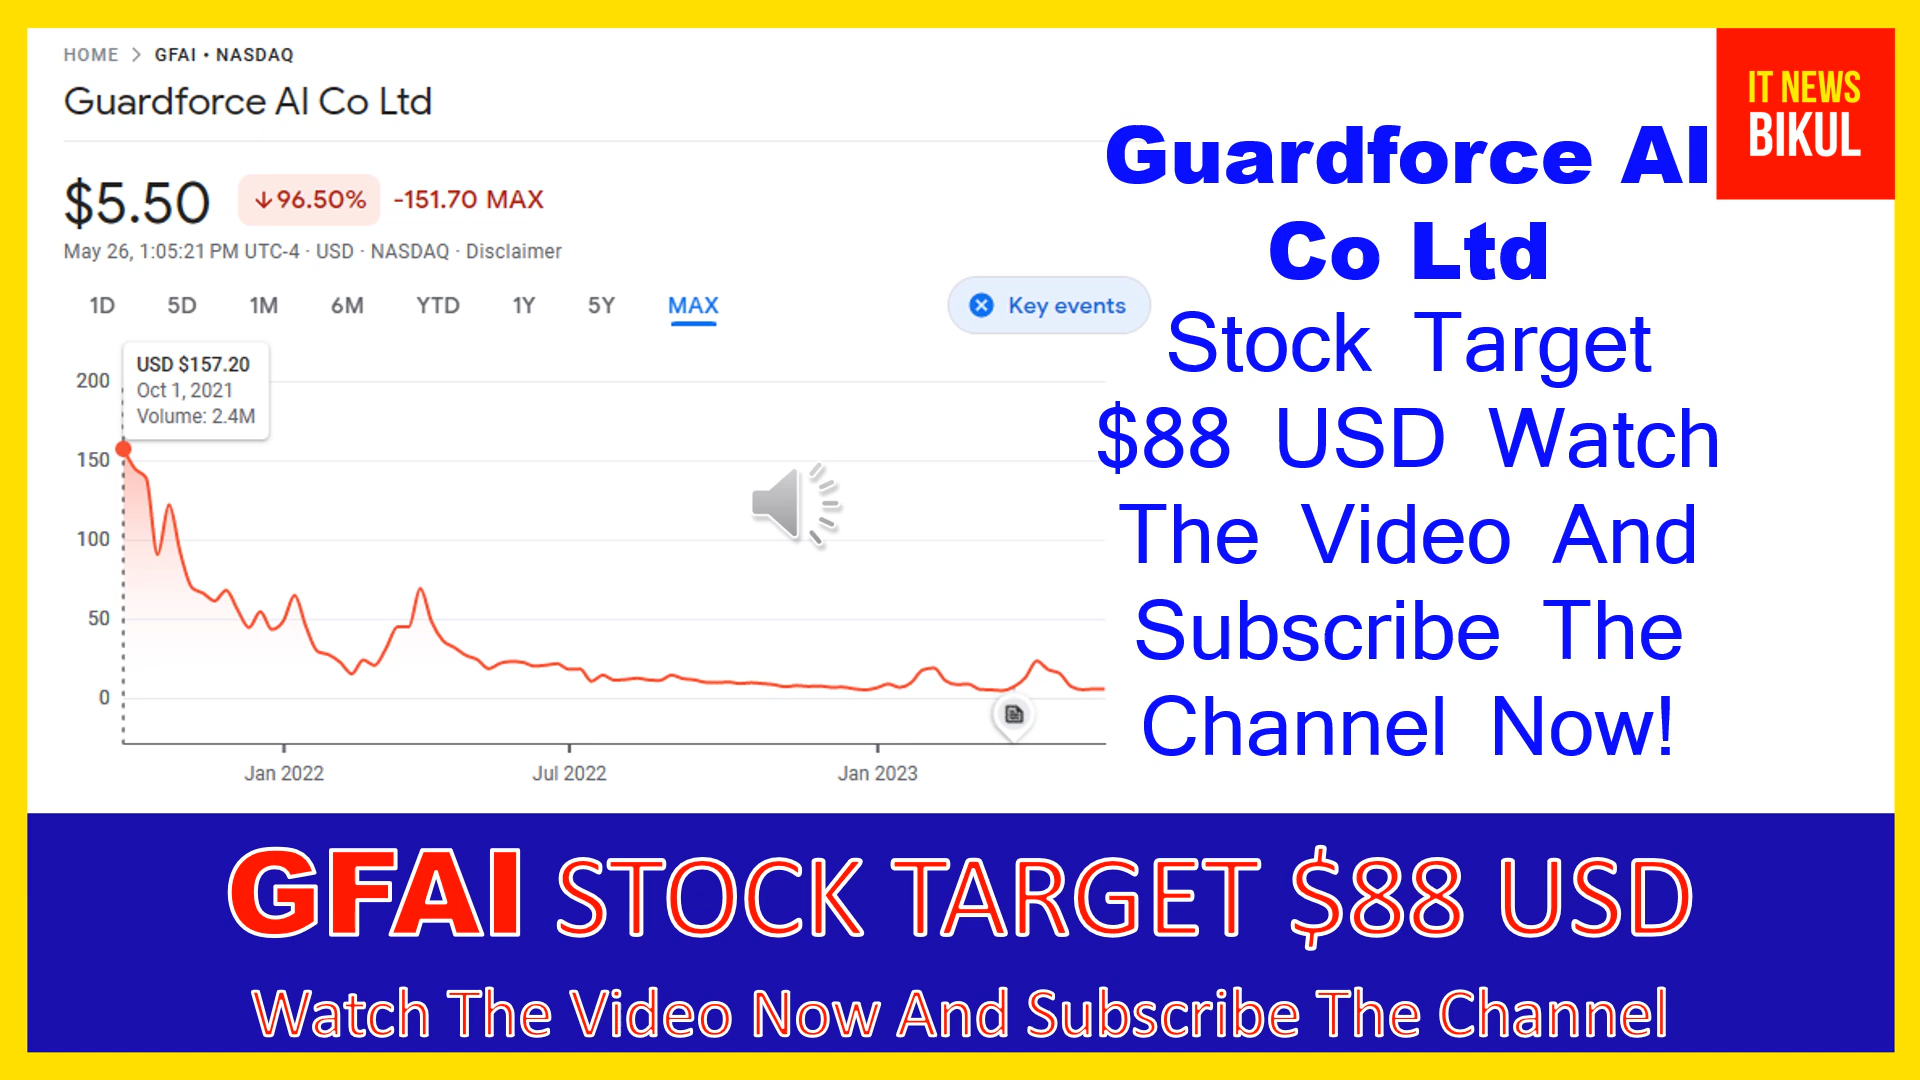 HOME > GFAI • NASDAQ
Guardforce AI Co Ltd
$5.50 ↓96.50% -151.70 MAX
May 26, 1:05:21 PM UTC-4 · USD · NASDAQ · Disclaimer
1D 5D 1M 6M YTD 1Y 5Y MAX
Key events
USD $157.20
Oct 1, 2021
Volume: 2.4M
200
150
100
50
0
Jan 2022 Jul 2022 Jan 2023
IT NEWS
BIKUL
Guardforce AI
Co Ltd
Stock Target
$88 USD Watch
The Video And
Subscribe The
Channel Now!
GFAI STOCK TARGET $88 USD
Watch The Video Now And Subscribe The Channel